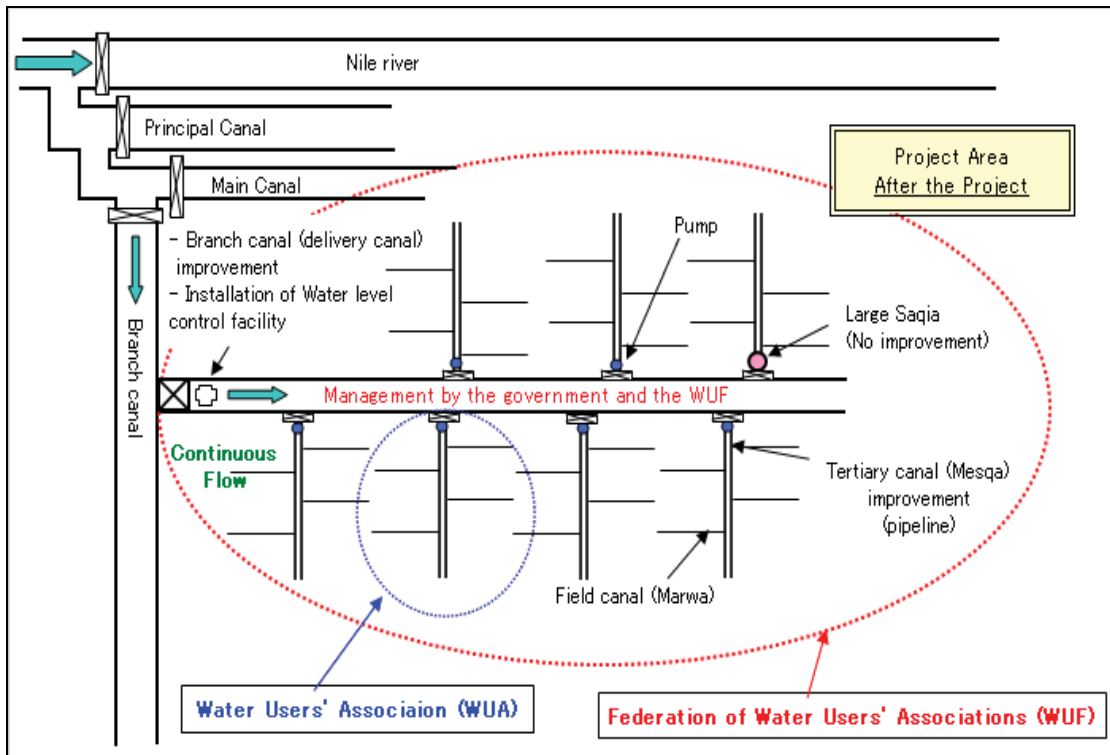 Nile river
Principal Canal
Main Canal
Project Area
After the Project
- Branch canal (delivery canal)
improvement
- Installation of Water level
control facility
Pump
Large Saqia
(No improvement)
Branch canal
Management by the government and the WUF
Continuous
Flow
Tertiary canal (Mesqa)
improvement
(pipeline)
Field canal (Marwa)
Water Users' Associaion (WUA)
Federation of Water Users' Associations (WUF)